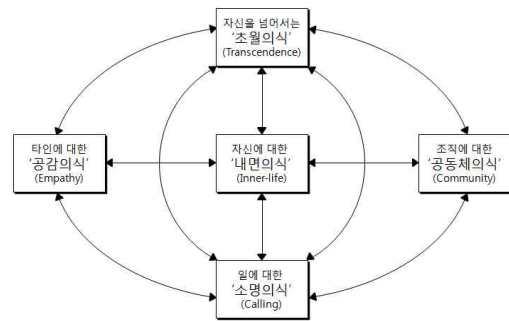 자신을 넘어서는
‘초월의식’
(Transcendence)
타인에 대한
‘공감의식’
(Empathy)
자신에 대한
‘내면의식’
(Inner-life)
조직에 대한
‘공동체의식’
(Community)
일에 대한
‘소명의식’
(Calling)